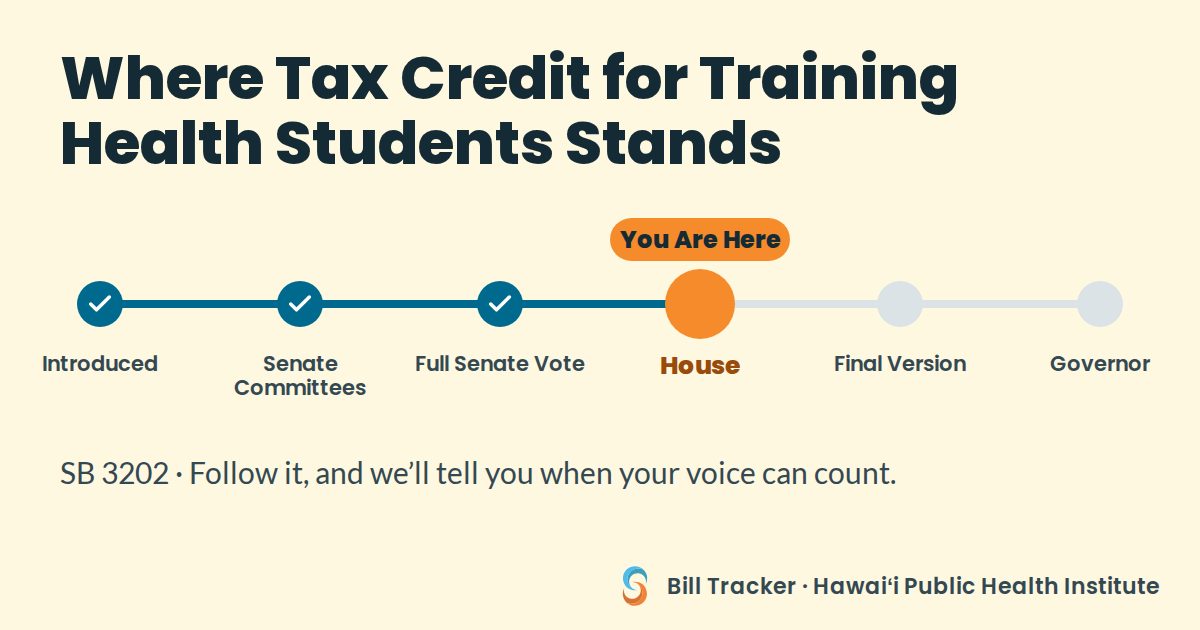 Where Tax Credit for Training
Health Students Stands
You Are Here
Introduced
Senate
Committees
Full Senate Vote
House
Final Version
Governor
SB 3202 · Follow it, and we’ll tell you when your voice can count.
Bill Tracker · Hawaiʻi Public Health Institute